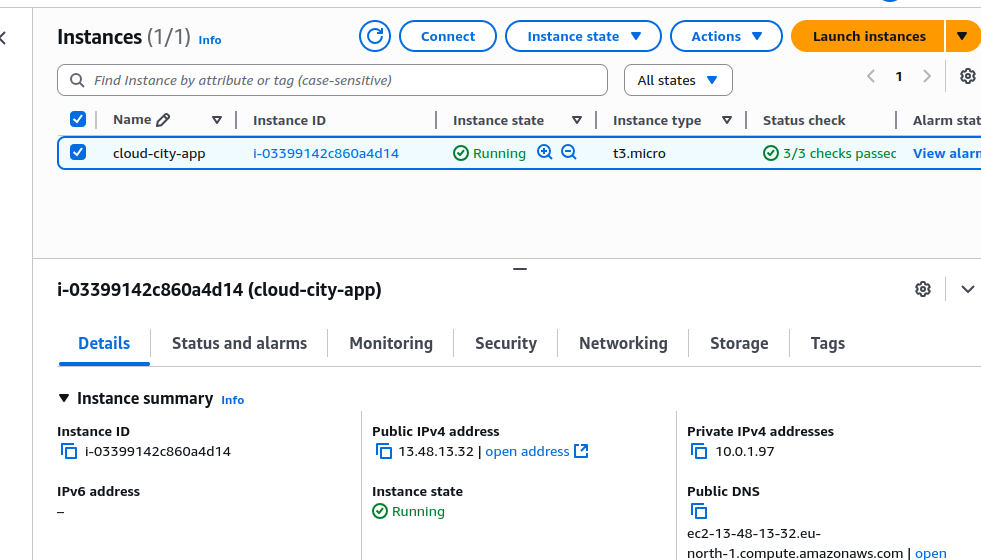 Instances (1/1) Info Connect Instance state Actions Launch instances
Find Instance by attribute or tag (case-sensitive) All states 1
Name Instance ID Instance state Instance type Status check Alarm stat
cloud-city-app i-03399142c860a4d14 Running t3.micro 3/3 checks passed View alarm
i-03399142c860a4d14 (cloud-city-app)
Details Status and alarms Monitoring Security Networking Storage Tags
Instance summary Info
Instance ID Public IPv4 address Private IPv4 addresses
i-03399142c860a4d14 13.48.13.32 | open address 10.0.1.97
IPv6 address Instance state Public DNS
– Running
ec2-13-48-13-32.eu-
north-1.compute.amazonaws.com | open